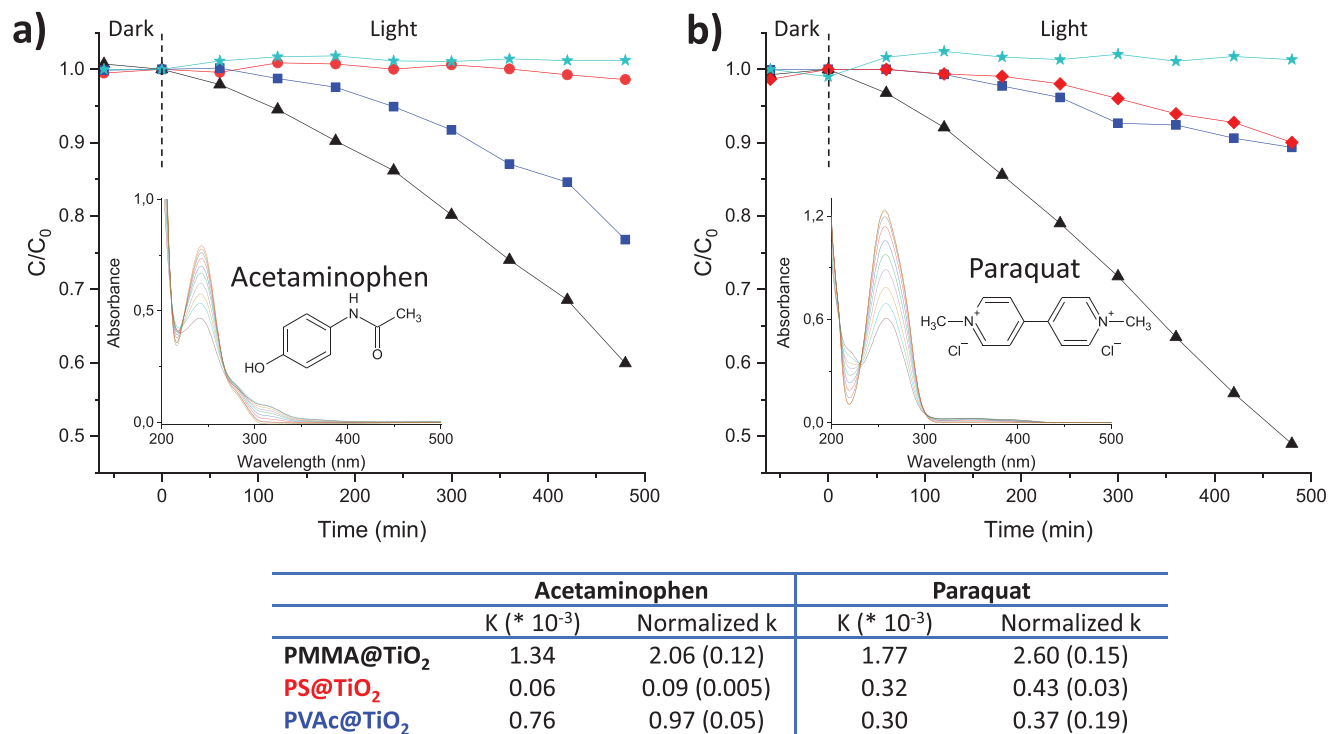 a)
Dark
Light
1.0
0.9
0.8
0.7
0.6
0.5
C/C0
0
100
200
300
400
500
Time (min)
1,0
0,5
0,0
Absorbance
200
300
400
500
Wavelength (nm)
Acetaminophen
H
N
CH3
O
HO
b)
Dark
Light
1.0
0.9
0.8
0.7
0.6
0.5
C/C0
0
100
200
300
400
500
Time (min)
1,2
0,6
0,0
Absorbance
200
300
400
500
Wavelength (nm)
Paraquat
H3C N+ N+ CH3
Cl− Cl−
Acetaminophen Paraquat
K (* 10-3) Normalized k K (* 10-3) Normalized k
PMMA@TiO2 1.34 2.06 (0.12) 1.77 2.60 (0.15)
PS@TiO2 0.06 0.09 (0.005) 0.32 0.43 (0.03)
PVAc@TiO2 0.76 0.97 (0.05) 0.30 0.37 (0.19)